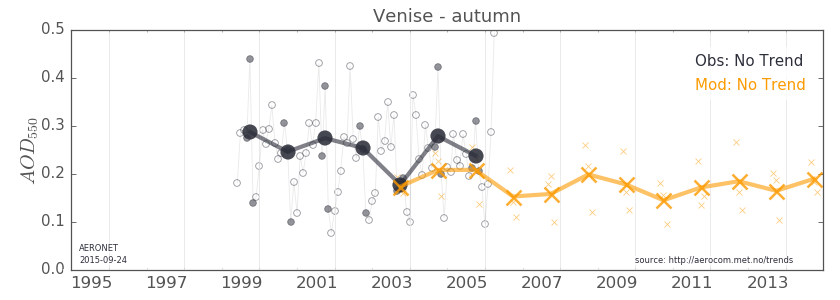 Venise - autumn
0.5
0.4
0.3
0.2
0.1
0.0
AOD550
Obs: No Trend
Mod: No Trend
AERONET
2015-09-24
source: http://aerocom.met.no/trends
1995 1997 1999 2001 2003 2005 2007 2009 2011 2013